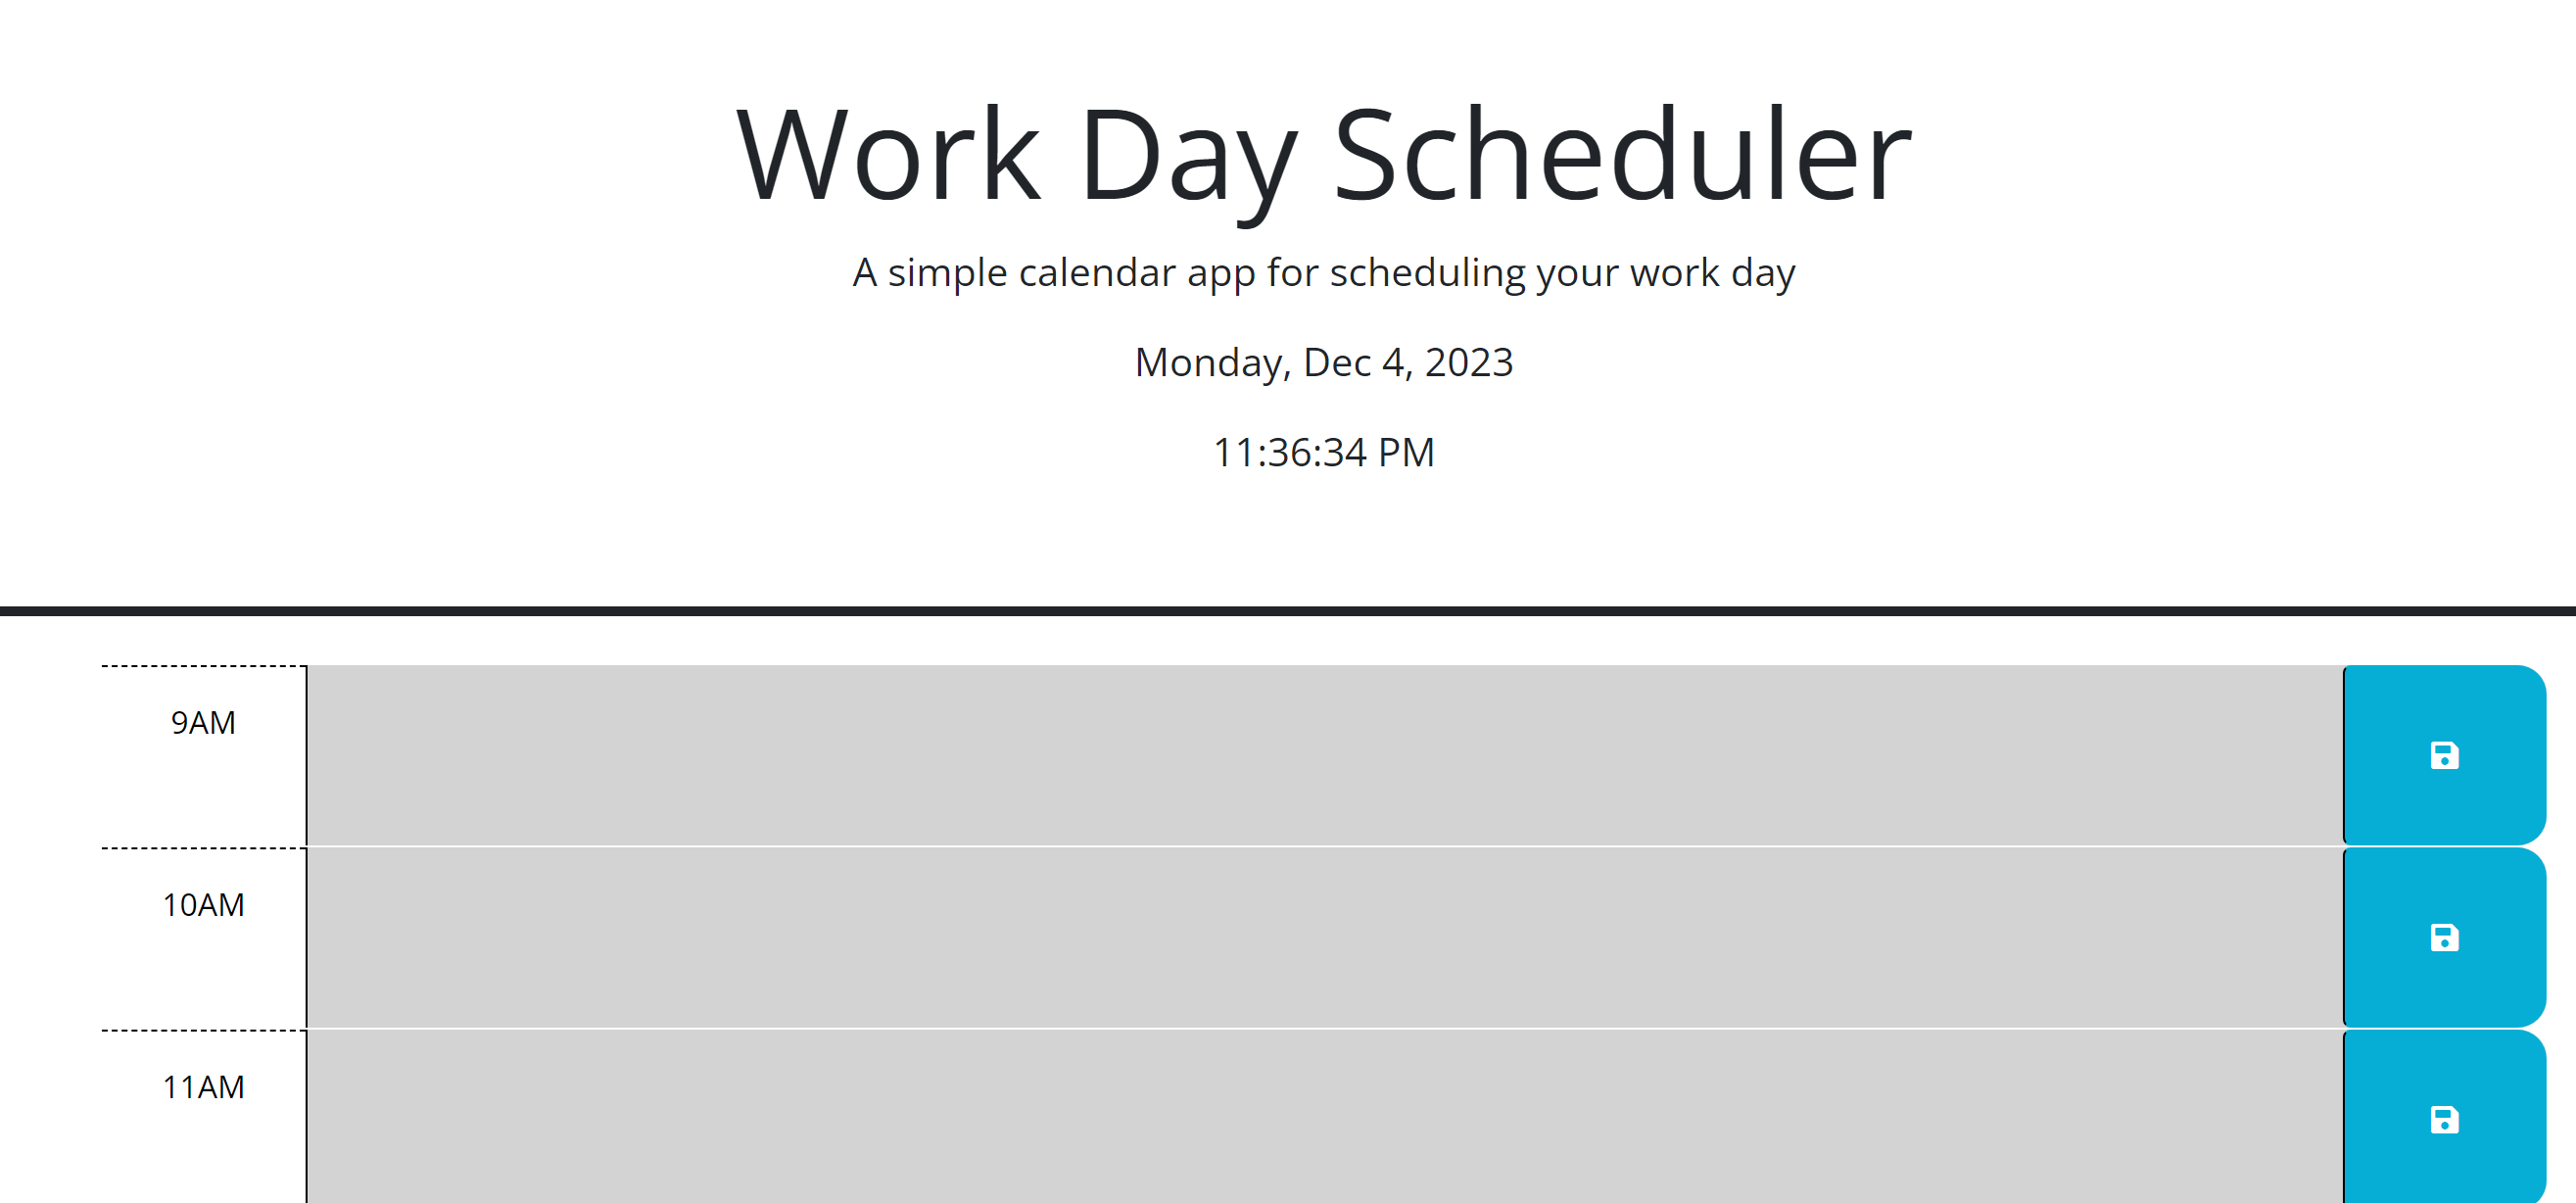 Work Day Scheduler
A simple calendar app for scheduling your work day
Monday, Dec 4, 2023
11:36:34 PM
9AM
10AM
11AM